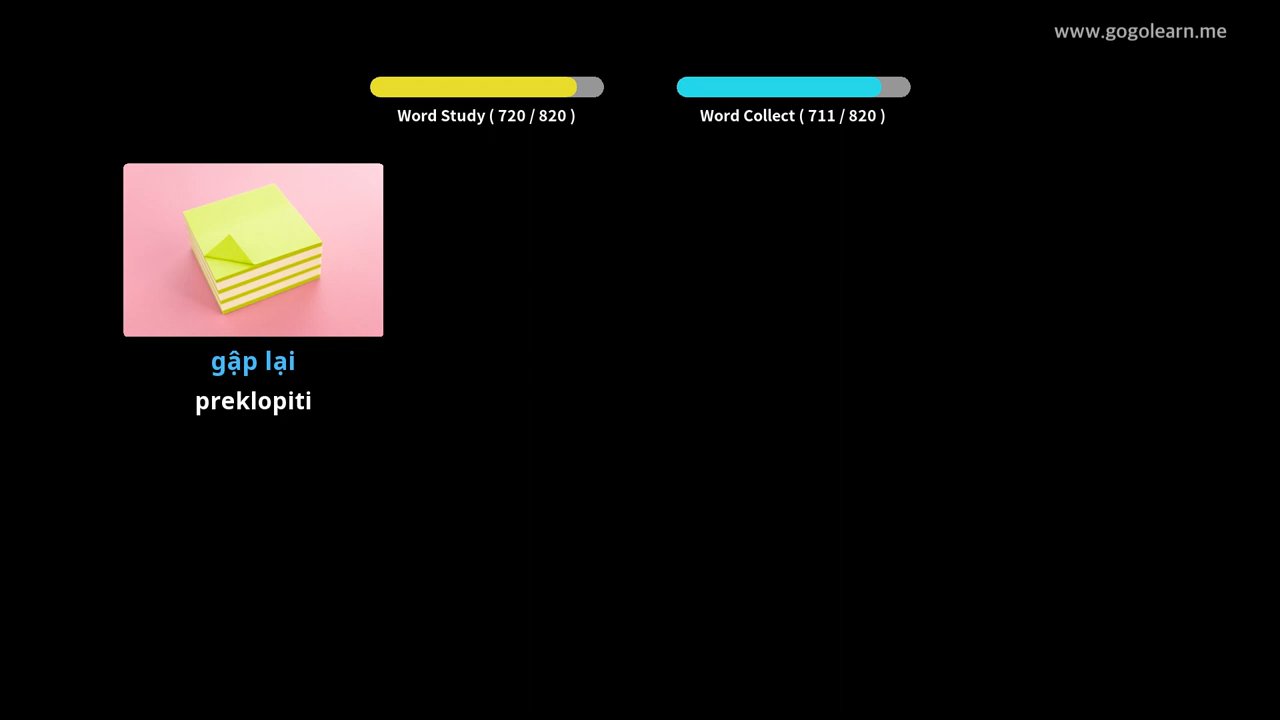 www.gogolearn.me
Word Study ( 720 / 820 )
Word Collect ( 711 / 820 )
gập lại
preklopiti